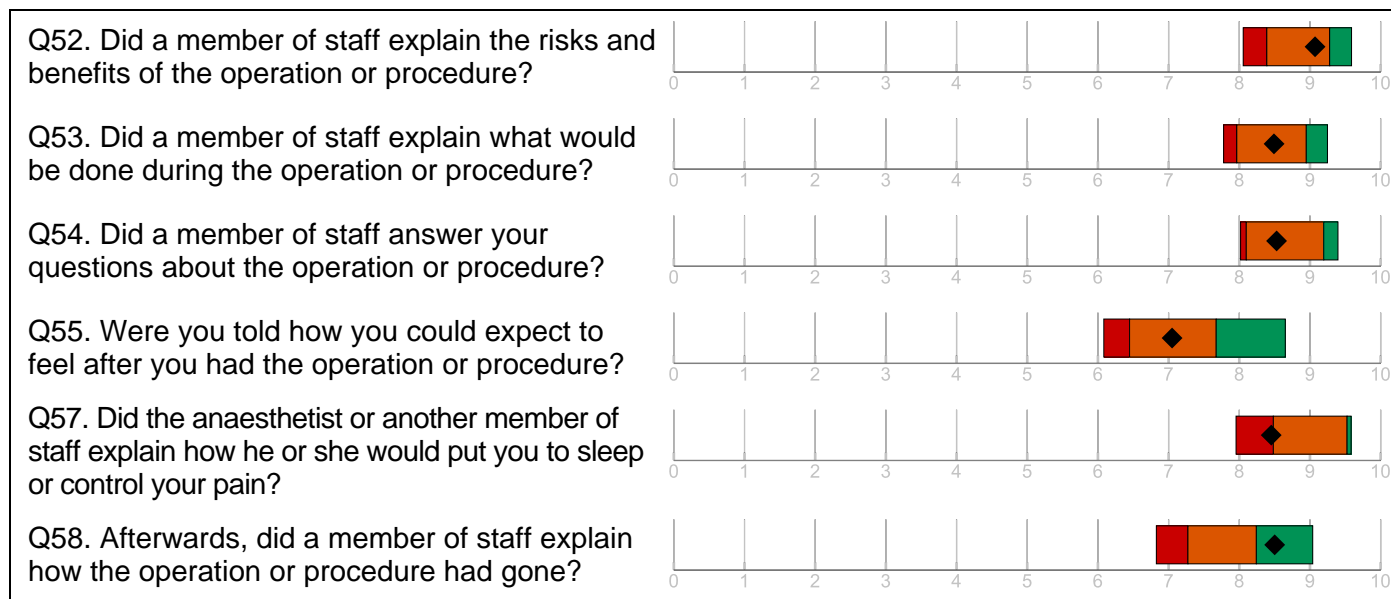 Q52. Did a member of staff explain the risks and
benefits of the operation or procedure?
0 1 2 3 4 5 6 7 8 9 10
Q53. Did a member of staff explain what would
be done during the operation or procedure?
0 1 2 3 4 5 6 7 8 9 10
Q54. Did a member of staff answer your
questions about the operation or procedure?
0 1 2 3 4 5 6 7 8 9 10
Q55. Were you told how you could expect to
feel after you had the operation or procedure?
0 1 2 3 4 5 6 7 8 9 10
Q57. Did the anaesthetist or another member of
staff explain how he or she would put you to sleep
or control your pain?
0 1 2 3 4 5 6 7 8 9 10
Q58. Afterwards, did a member of staff explain
how the operation or procedure had gone?
0 1 2 3 4 5 6 7 8 9 10